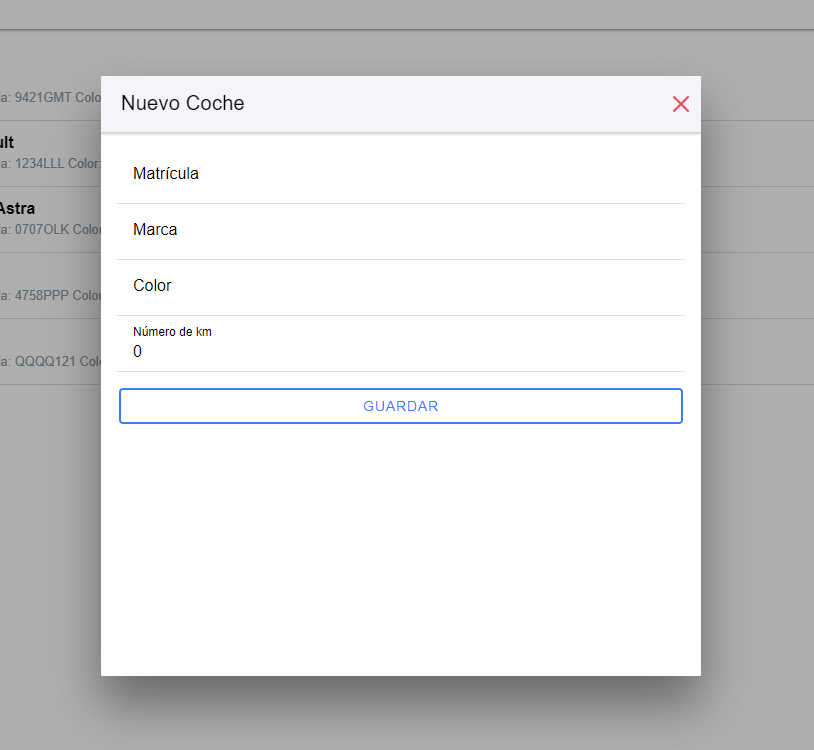 Nuevo Coche
Matrícula
Marca
Color
Número de km
0
GUARDAR
a: 9421GMT Colo
ult
a: 1234LLL Color:
Astra
a: 0707OLK Color
a: 4758PPP Color
a: QQQQ121 Colo